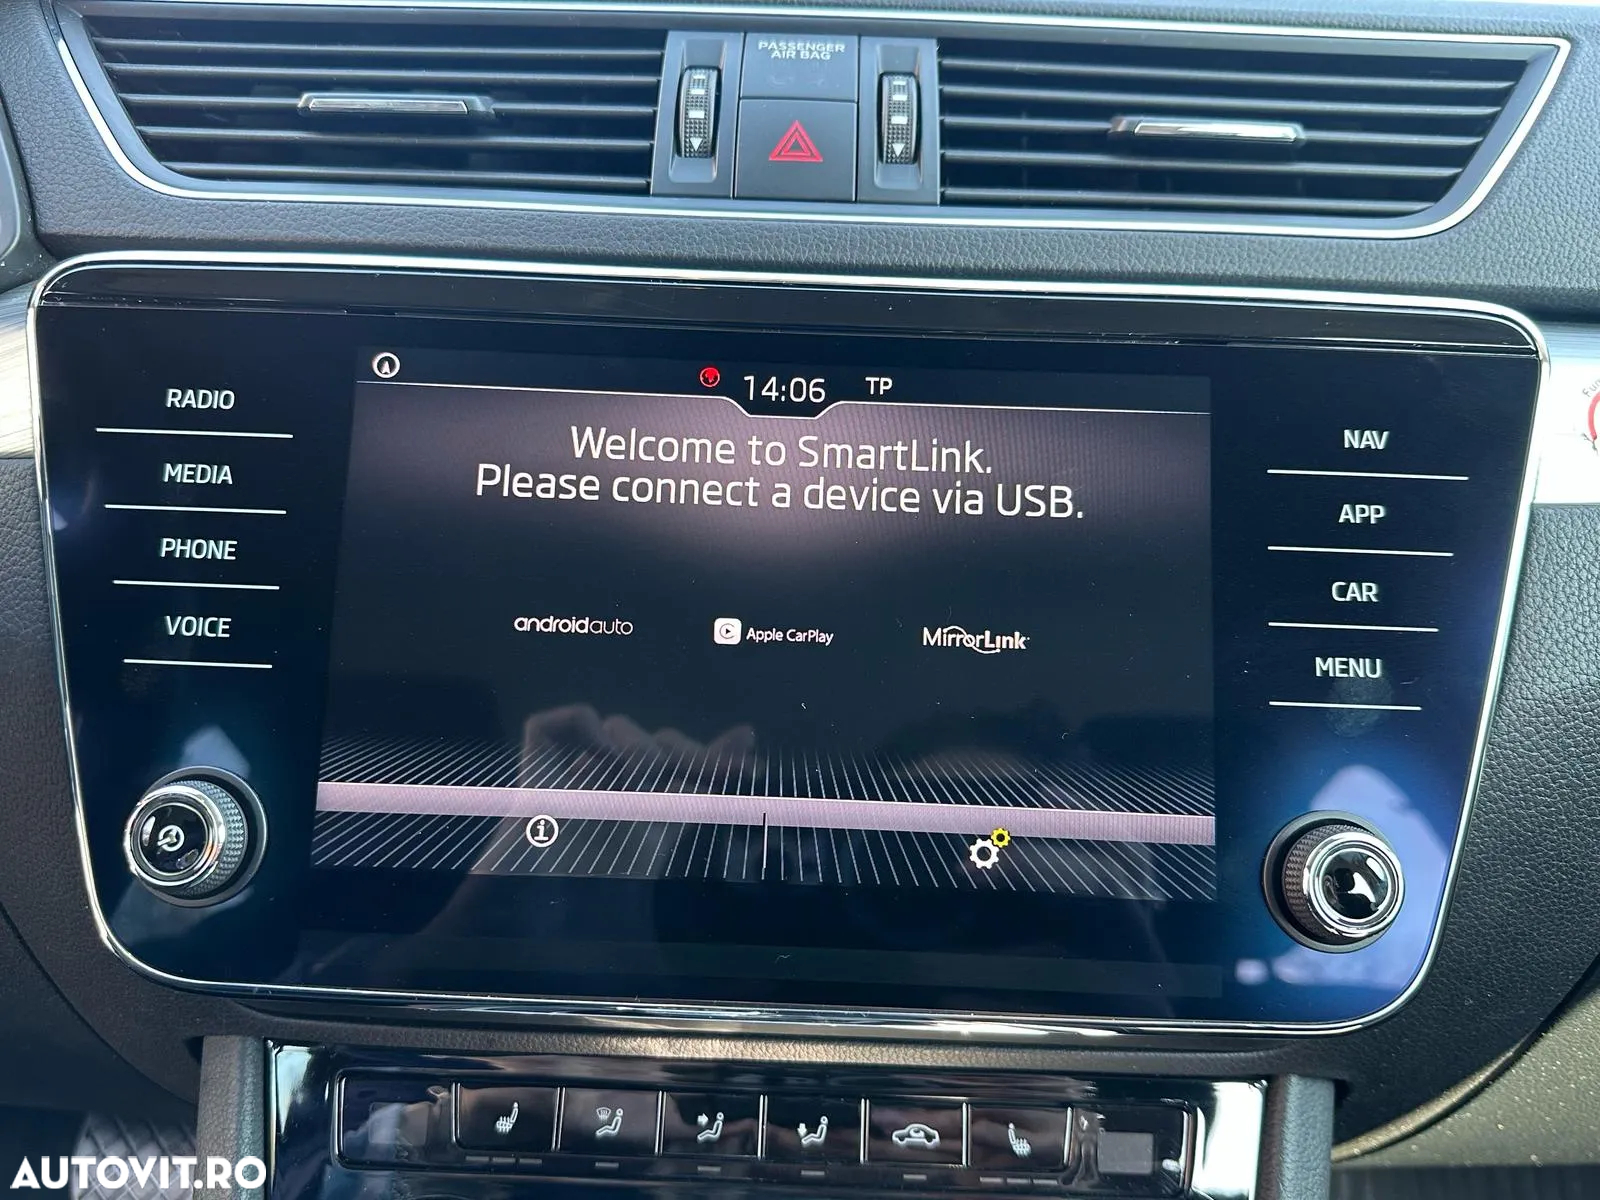 PASSENGER
AIR BAG
RADIO
MEDIA
PHONE
VOICE
14:06 TP
Welcome to SmartLink.
Please connect a device via USB.
androidauto
Apple CarPlay
MirrorLink
NAV
APP
CAR
MENU
AUTOVIT.RO